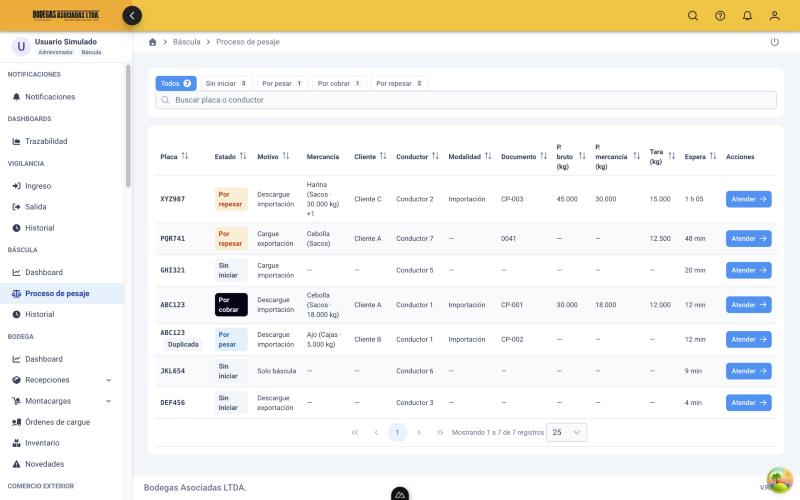 BODEGAS ASOCIADAS LTDA.
U
Usuario Simulado
Administrador Báscula
NOTIFICACIONES
Notificaciones
DASHBOARDS
Trazabilidad
VIGILANCIA
Ingreso
Salida
Historial
BÁSCULA
Dashboard
Proceso de pesaje
Historial
BODEGA
Dashboard
Recepciones
Montacargas
Órdenes de cargue
Inventario
Novedades
COMERCIO EXTERIOR
Báscula Proceso de pesaje
Todos 7 Sin iniciar 3 Por pesar 1 Por cobrar 1 Por repesar 2
Buscar placa o conductor
Placa Estado Motivo Mercancía Cliente Conductor Modalidad Documento P. bruto (kg) P. mercancía (kg) Tara (kg) Espera Acciones
XYZ987 Por repesar Descargue importación Harina (Sacos · 30.000 kg) +1 Cliente C Conductor 2 Importación CP-003 45.000 30.000 15.000 1 h 05 Atender
PQR741 Por repesar Cargue exportación Cebolla (Sacos) Cliente A Conductor 7 — 0041 — — 12.500 48 min Atender
GHI321 Sin iniciar Cargue importación — — Conductor 5 — — — — — 20 min Atender
ABC123 Por cobrar Descargue importación Cebolla (Sacos · 18.000 kg) Cliente A Conductor 1 Importación CP-001 30.000 18.000 12.000 12 min Atender
ABC123 Duplicada Por pesar Descargue importación Ajo (Cajas · 5.000 kg) Cliente B Conductor 1 Importación CP-002 — — — 12 min Atender
JKL654 Sin iniciar Solo báscula — — Conductor 6 — — — — — 9 min Atender
DEF456 Sin iniciar Descargue exportación — — Conductor 3 — — — — — 4 min Atender
1 Mostrando 1 a 7 de 7 registros 25
Bodegas Asociadas LTDA.